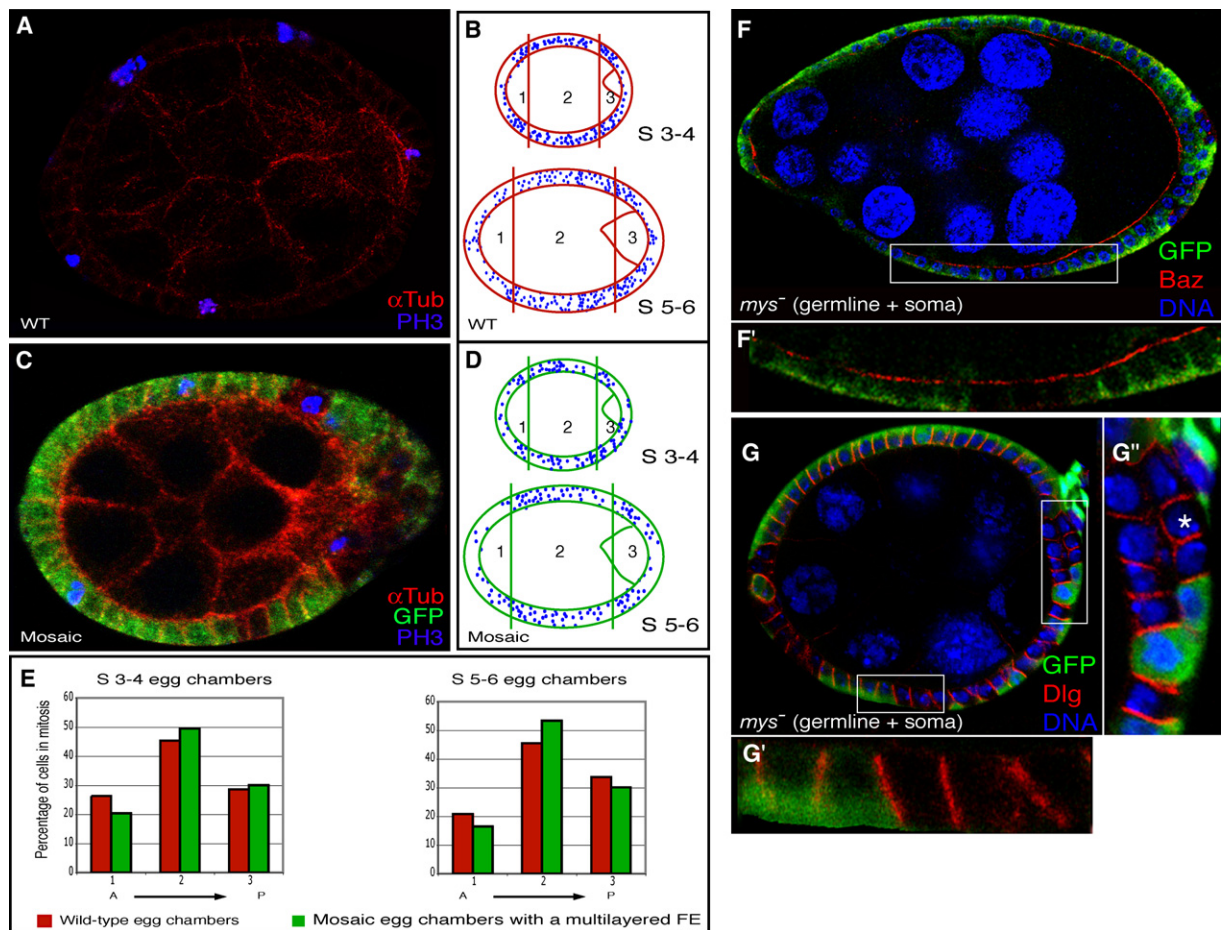 A
αTub
PH3
WT
B
1
2
3
S 3-4
1
2
3
S 5-6
WT
C
αTub
GFP
PH3
Mosaic
D
1
2
3
S 3-4
1
2
3
S 5-6
Mosaic
E
S 3-4 egg chambers
Percentage of cells in mitosis
60
50
40
30
20
10
0
1
2
3
A
P
S 5-6 egg chambers
60
50
40
30
20
10
0
1
2
3
A
P
Wild-type egg chambers
Mosaic egg chambers with a multilayered FE
F
GFP
Baz
DNA
mys⁻ (germline + soma)
F'
G
GFP
Dlg
DNA
mys⁻ (germline + soma)
G"
*
G'